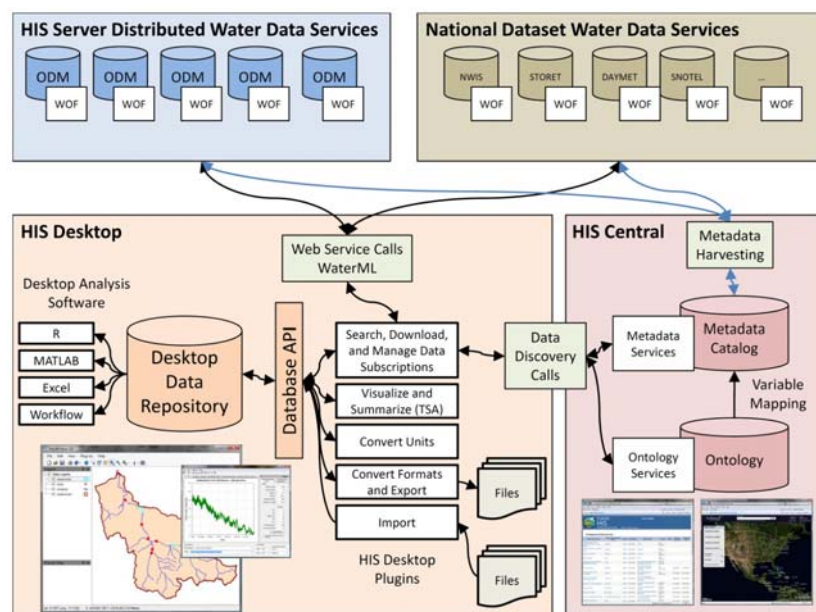 HIS Server Distributed Water Data Services
ODM
ODM
ODM
ODM
ODM
WOF
WOF
WOF
WOF
WOF
National Dataset Water Data Services
NWIS
STORET
DAYMET
SNOTEL
...
WOF
WOF
WOF
WOF
WOF
HIS Desktop
Web Service Calls
WaterML
Desktop Analysis
Software
R
MATLAB
Excel
Workflow
Desktop
Data
Repository
Database API
Search, Download,
and Manage Data
Subscriptions
Visualize and
Summarize (TSA)
Convert Units
Convert Formats
and Export
Import
Files
Files
HIS Desktop
Plugins
Data
Discovery
Calls
HIS Central
Metadata
Harvesting
Metadata
Services
Metadata
Catalog
Variable
Mapping
Ontology
Services
Ontology
HIS